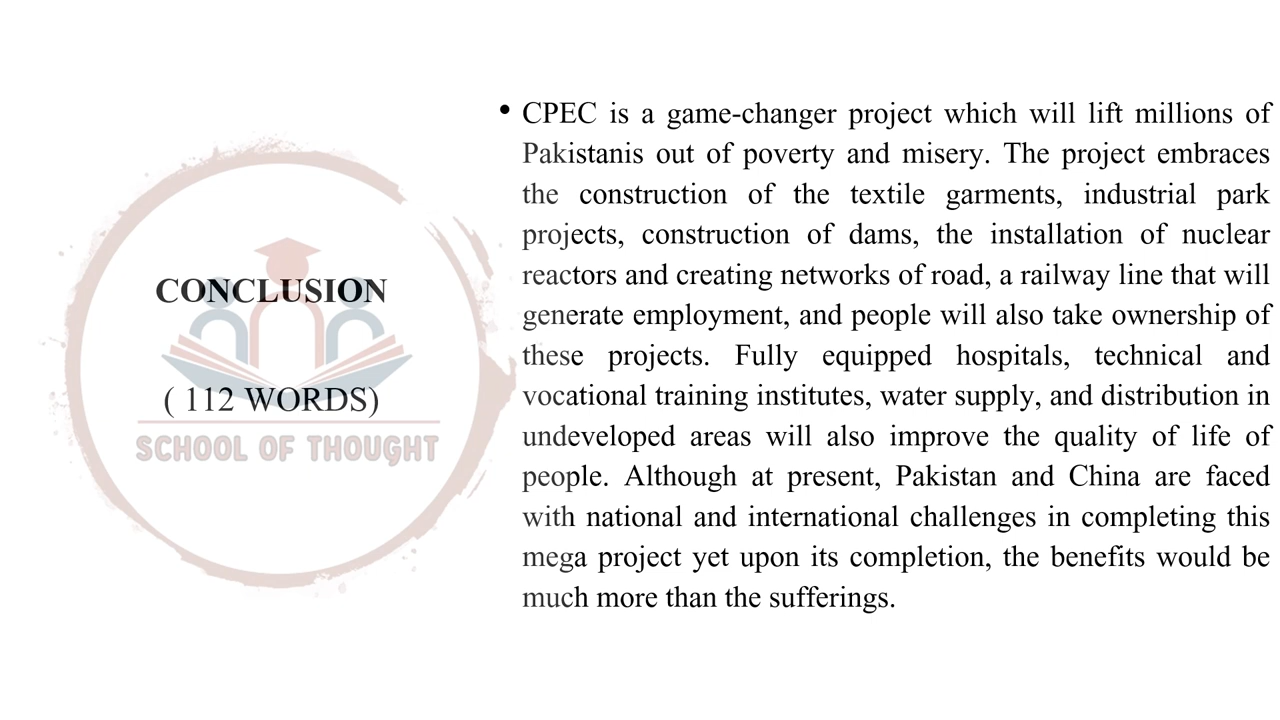 CONCLUSION
( 112 WORDS)
SCHOOL OF THOUGHT
• CPEC is a game-changer project which will lift millions of
Pakistanis out of poverty and misery. The project embraces
the construction of the textile garments, industrial park
projects, construction of dams, the installation of nuclear
reactors and creating networks of road, a railway line that will
generate employment, and people will also take ownership of
these projects. Fully equipped hospitals, technical and
vocational training institutes, water supply, and distribution in
undeveloped areas will also improve the quality of life of
people. Although at present, Pakistan and China are faced
with national and international challenges in completing this
mega project yet upon its completion, the benefits would be
much more than the sufferings.